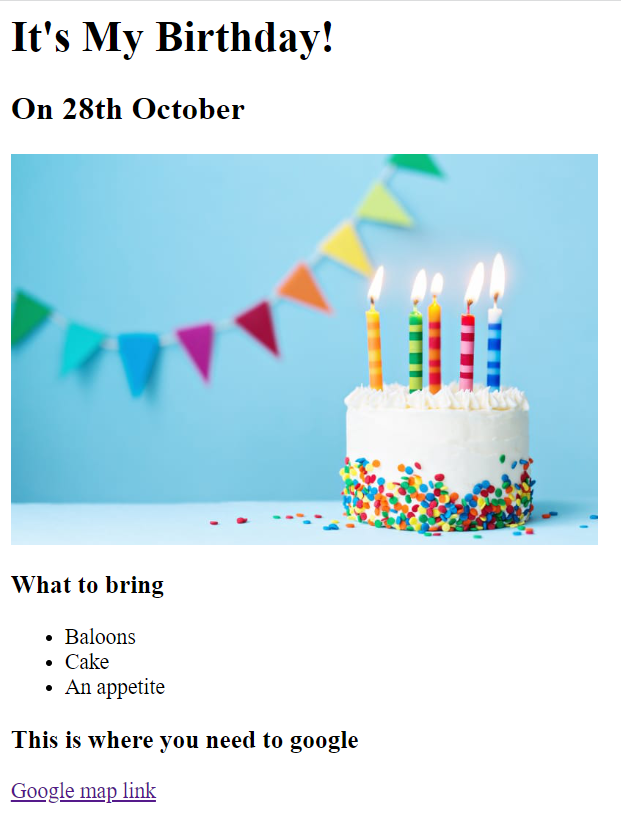 It's My Birthday!
On 28th October
What to bring
Baloons
Cake
An appetite
This is where you need to google
Google map link